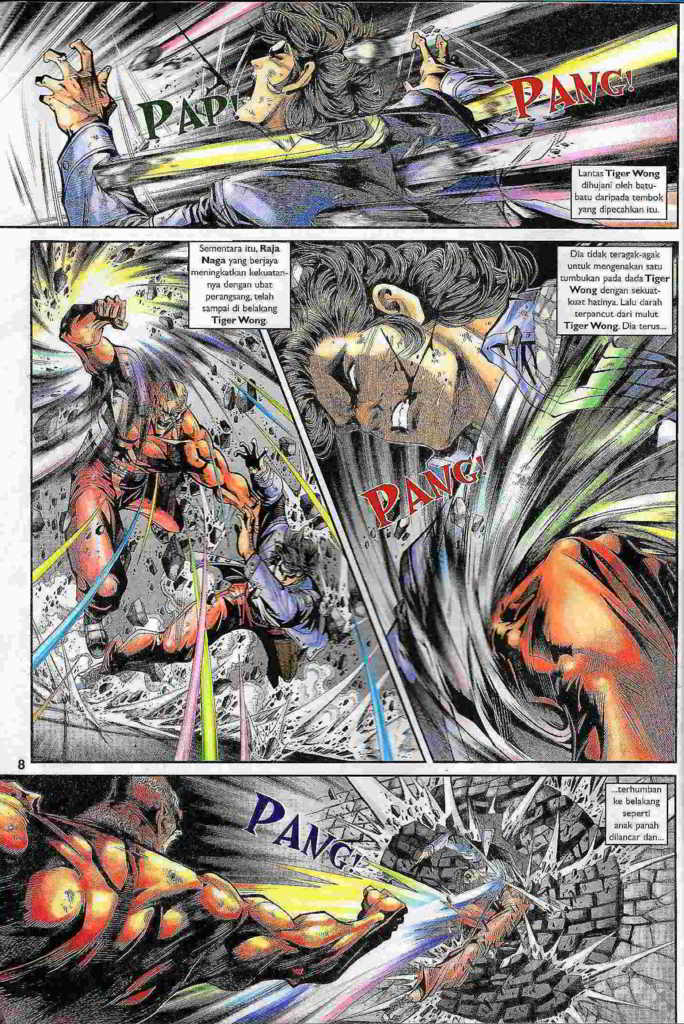 PAP!
PANG!
Lantas Tiger Wong
dihujani oleh batu-
batu daripada tembok
yang dipecahkan itu.
Sementara itu, Raja
Naga yang berjaya
meningkatkan kekuatan-
nya dengan ubat
perangsang, telah
sampai di belakang
Tiger Wong.
Dia tidak teragak-agak
untuk mengenakan satu
tumbukan pada dada Tiger
Wong dengan sekuat-
kuat hatinya. Lalu darah
terpancut dari mulut
Tiger Wong. Dia terus...
PANG!
8
PANG!
...terhumban
ke belakang
seperti
anak panah
dilancar dan...